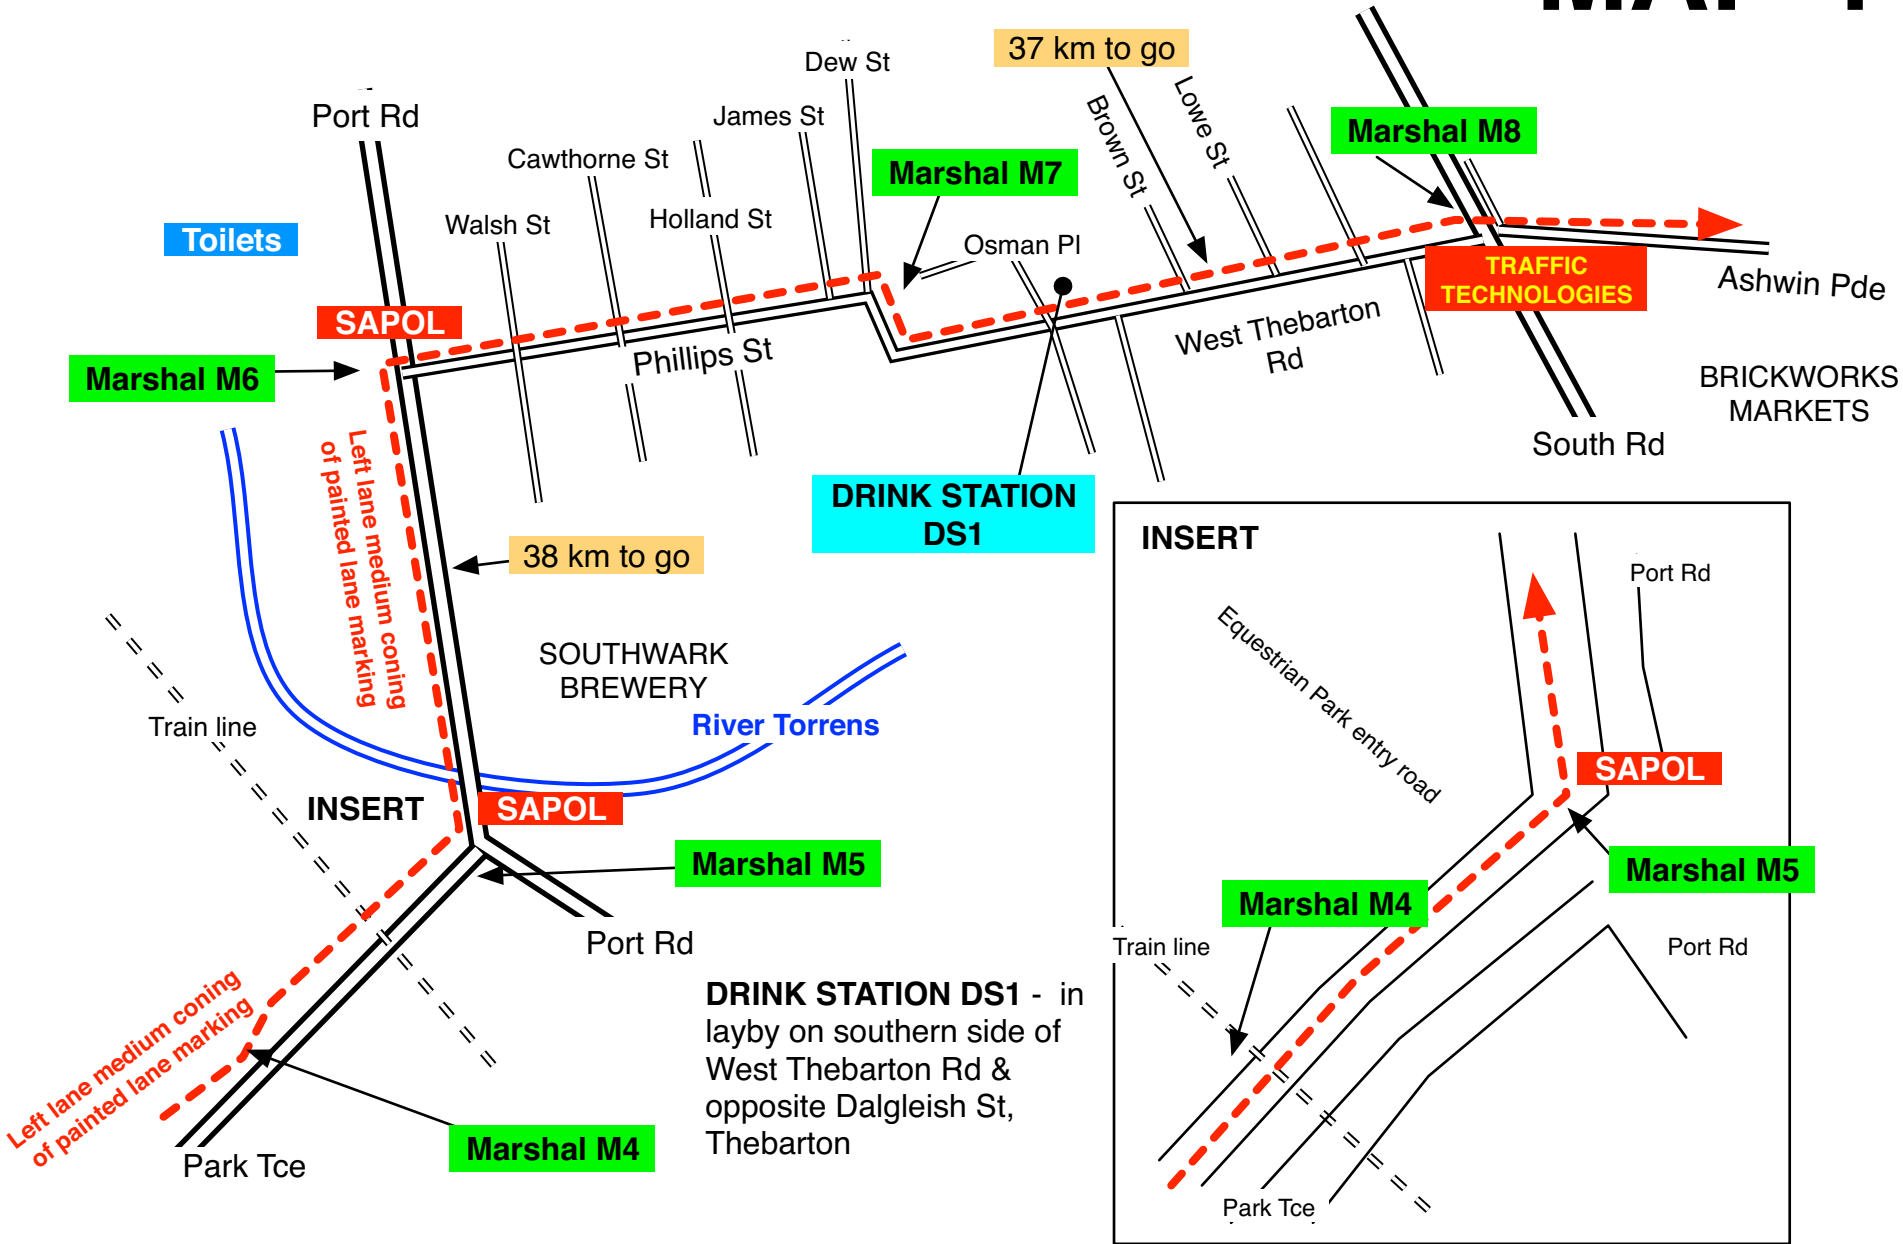 Dew St
37 km to go
Port Rd
James St
Lowe St
Brown St
Marshal M8
Cawthorne St
Marshal M7
Walsh St
Holland St
Toilets
Osman Pl
SAPOL
TRAFFIC
TECHNOLOGIES
Ashwin Pde
Marshal M6
Phillips St
West Thebarton
Rd
BRICKWORKS
MARKETS
South Rd
Left lane medium coning
of painted lane marking
DRINK STATION
DS1
38 km to go
SOUTHWARK
BREWERY
River Torrens
Train line
INSERT
SAPOL
Marshal M5
Port Rd
Left lane medium coning
of painted lane marking
Marshal M4
Park Tce
DRINK STATION DS1 - in
layby on southern side of
West Thebarton Rd &
opposite Dalgleish St,
Thebarton
INSERT
Port Rd
Equestrian Park entry road
SAPOL
Marshal M5
Marshal M4
Train line
Port Rd
Park Tce